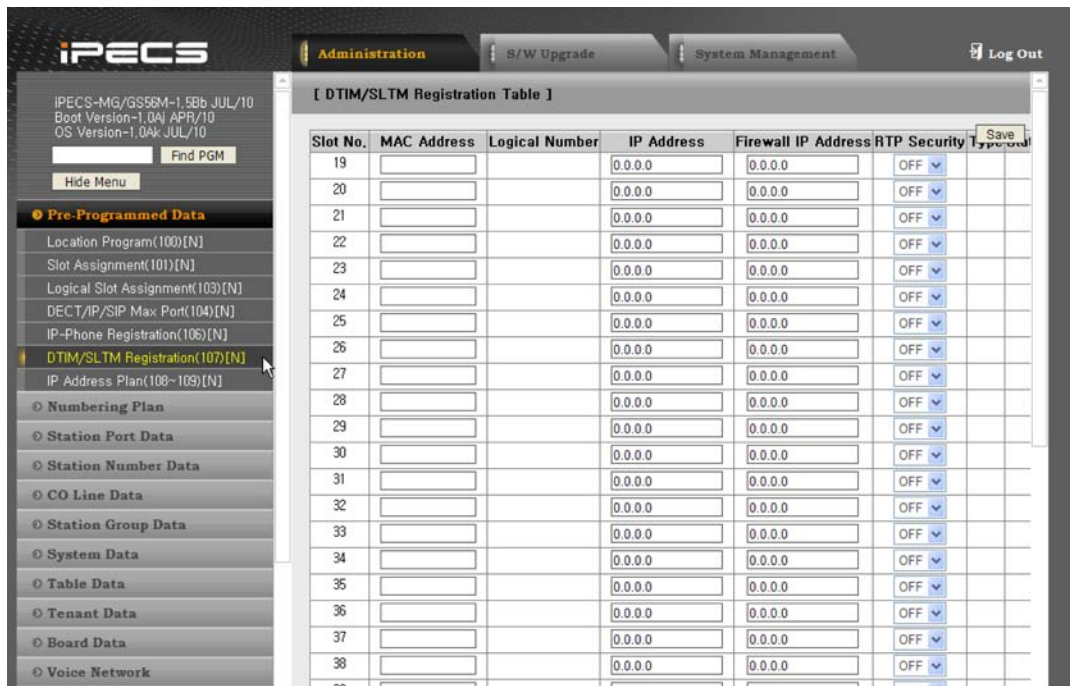 iPECS
Administration
S/W Upgrade
System Management
Log Out
iPECS-MG/GS56M-1,5Bb JUL/10
Boot Version-1,0Aj APR/10
OS Version-1,0Ak JUL/10
Find PGM
Hide Menu
Pre-Programmed Data
Location Program(100)[N]
Slot Assignment(101)[N]
Logical Slot Assignment(103)[N]
DECT/IP/SIP Max Port(104)[N]
IP-Phone Registration(106)[N]
DTIM/SLTM Registration(107)[N]
IP Address Plan(108~109)[N]
Numbering Plan
Station Port Data
Station Number Data
CO Line Data
Station Group Data
System Data
Table Data
Tenant Data
Board Data
Voice Network
[ DTIM/SLTM Registration Table ]
Save
Slot No, MAC Address Logical Number IP Address Firewall IP Address RTP Security Type
19 0.0.0.0 0.0.0.0 OFF
20 0.0.0.0 0.0.0.0 OFF
21 0.0.0.0 0.0.0.0 OFF
22 0.0.0.0 0.0.0.0 OFF
23 0.0.0.0 0.0.0.0 OFF
24 0.0.0.0 0.0.0.0 OFF
25 0.0.0.0 0.0.0.0 OFF
26 0.0.0.0 0.0.0.0 OFF
27 0.0.0.0 0.0.0.0 OFF
28 0.0.0.0 0.0.0.0 OFF
29 0.0.0.0 0.0.0.0 OFF
30 0.0.0.0 0.0.0.0 OFF
31 0.0.0.0 0.0.0.0 OFF
32 0.0.0.0 0.0.0.0 OFF
33 0.0.0.0 0.0.0.0 OFF
34 0.0.0.0 0.0.0.0 OFF
35 0.0.0.0 0.0.0.0 OFF
36 0.0.0.0 0.0.0.0 OFF
37 0.0.0.0 0.0.0.0 OFF
38 0.0.0.0 0.0.0.0 OFF